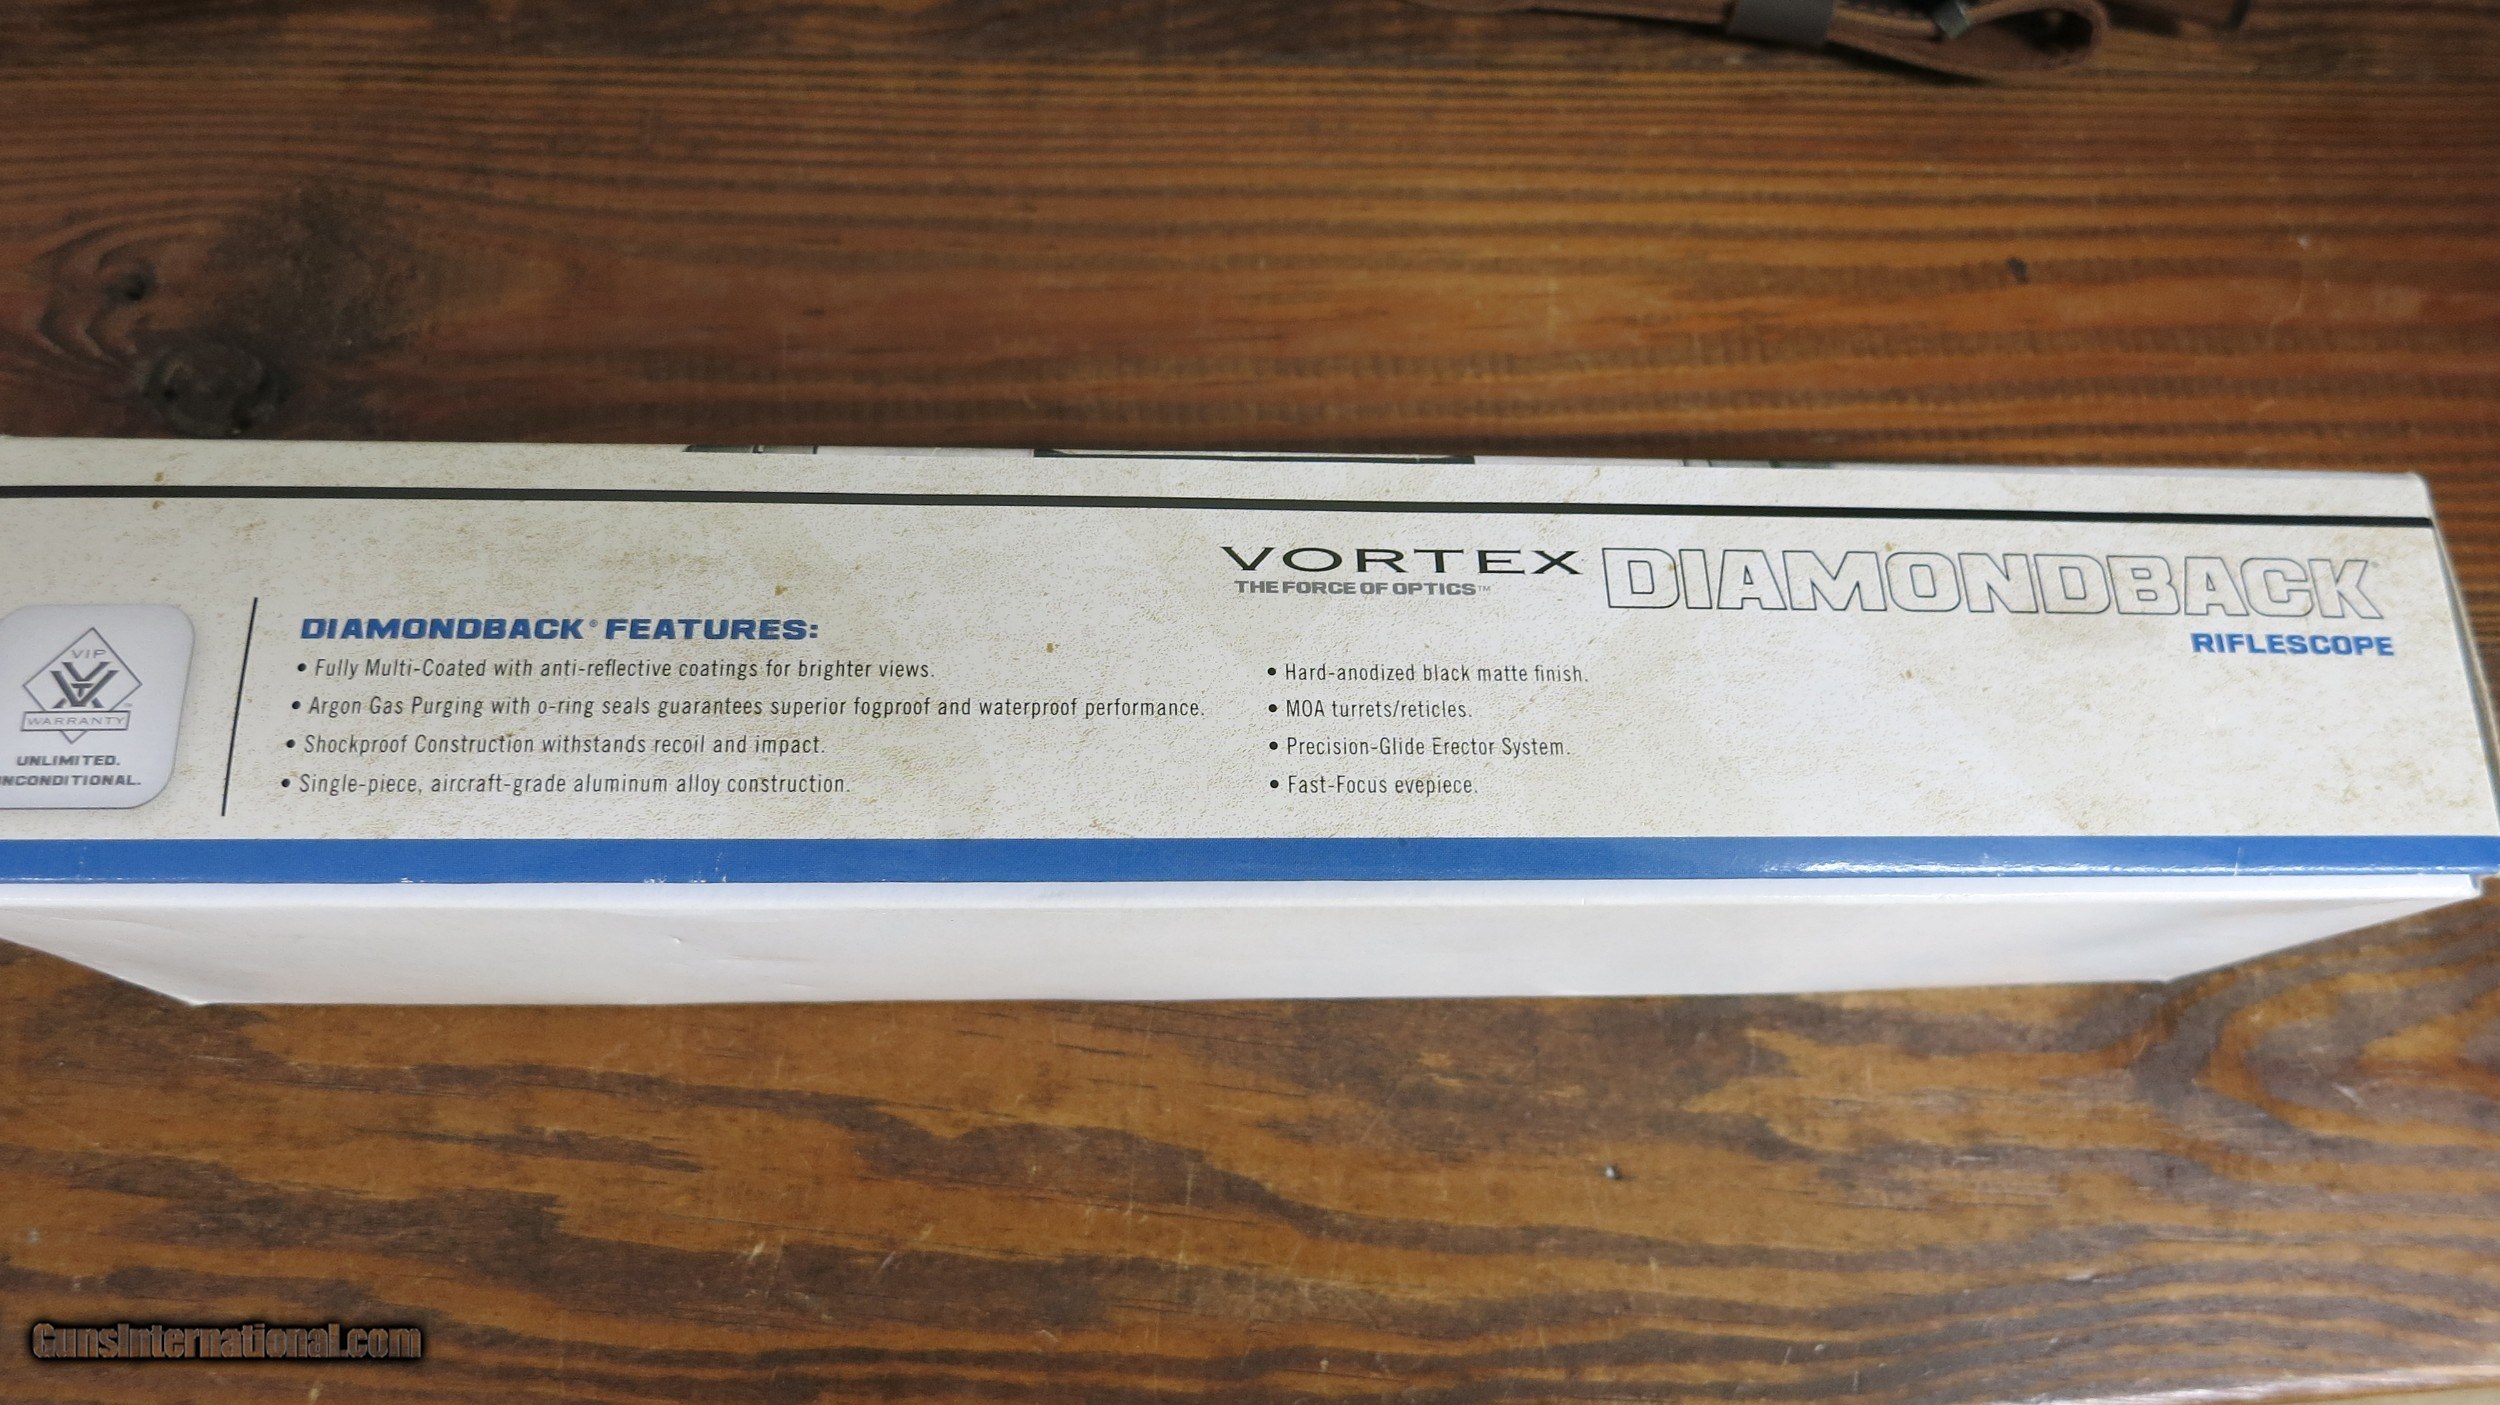 VORTEX
THE FORCE OF OPTICS™
DIAMONDBACK®
RIFLESCOPE
VIP
WARRANTY™
UNLIMITED.
NCONDITIONAL.
DIAMONDBACK® FEATURES:
• Fully Multi-Coated with anti-reflective coatings for brighter views.
• Argon Gas Purging with o-ring seals guarantees superior fogproof and waterproof performance.
• Shockproof Construction withstands recoil and impact.
• Single-piece, aircraft-grade aluminum alloy construction.
• Hard-anodized black matte finish.
• MOA turrets/reticles.
• Precision-Glide Erector System.
• Fast-Focus eyepiece.
GunsInternational.com